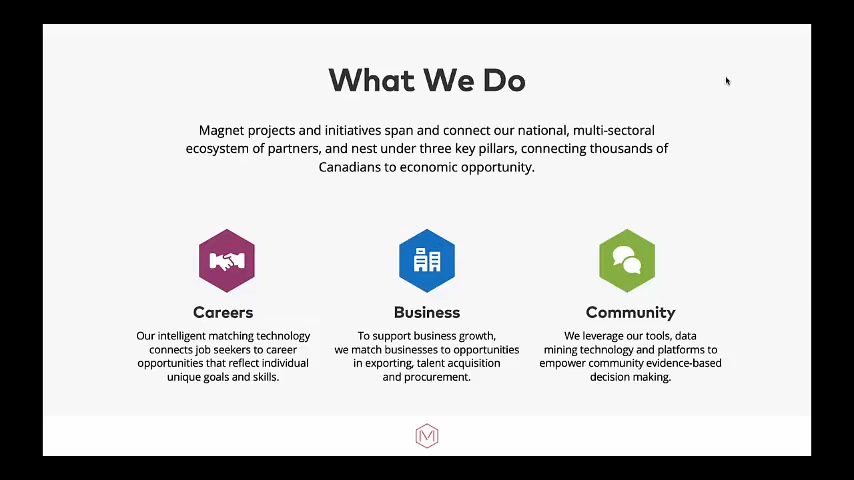 What We Do
Magnet projects and initiatives span and connect our national, multi-sectoral
ecosystem of partners, and nest under three key pillars, connecting thousands of
Canadians to economic opportunity.
Careers
Our intelligent matching technology
connects job seekers to career
opportunities that reflect individual
unique goals and skills.
Business
To support business growth,
we match businesses to opportunities
in exporting, talent acquisition
and procurement.
Community
We leverage our tools, data
mining technology and platforms to
empower community evidence-based
decision making.
M